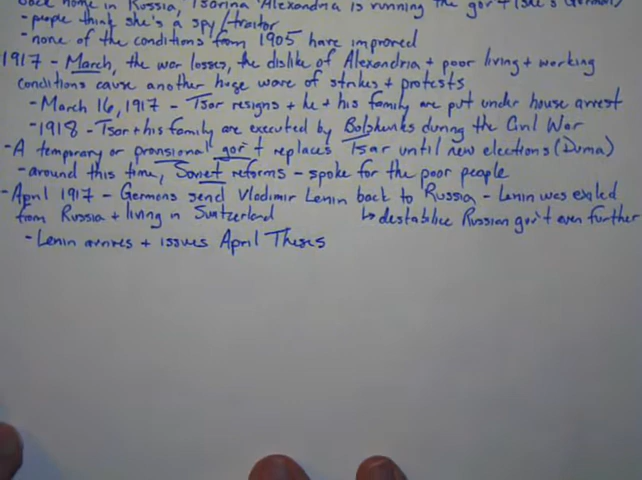 back home in Russia, Tsarina Alexandria is running the gov't (she's German)
- people think she's a spy/traitor
- none of the conditions from 1905 have improved
1917 - March, the war losses, the dislike of Alexandria + poor living + working
conditions cause another huge wave of strikes + protests
- March 16, 1917 - Tsar resigns + he + his family are put under house arrest
- 1918 - Tsar + his family are executed by Bolsheviks during the Civil War
- A temporary or provisional gov't replaces Tsar until new elections (Duma)
- around this time, Soviet reforms - spoke for the poor people
- April 1917 - Germans send Vladimir Lenin back to Russia - Lenin was exiled
from Russia + living in Switzerland ↳ destabilize Russian gov't even further
- Lenin arrives + issues April Theses